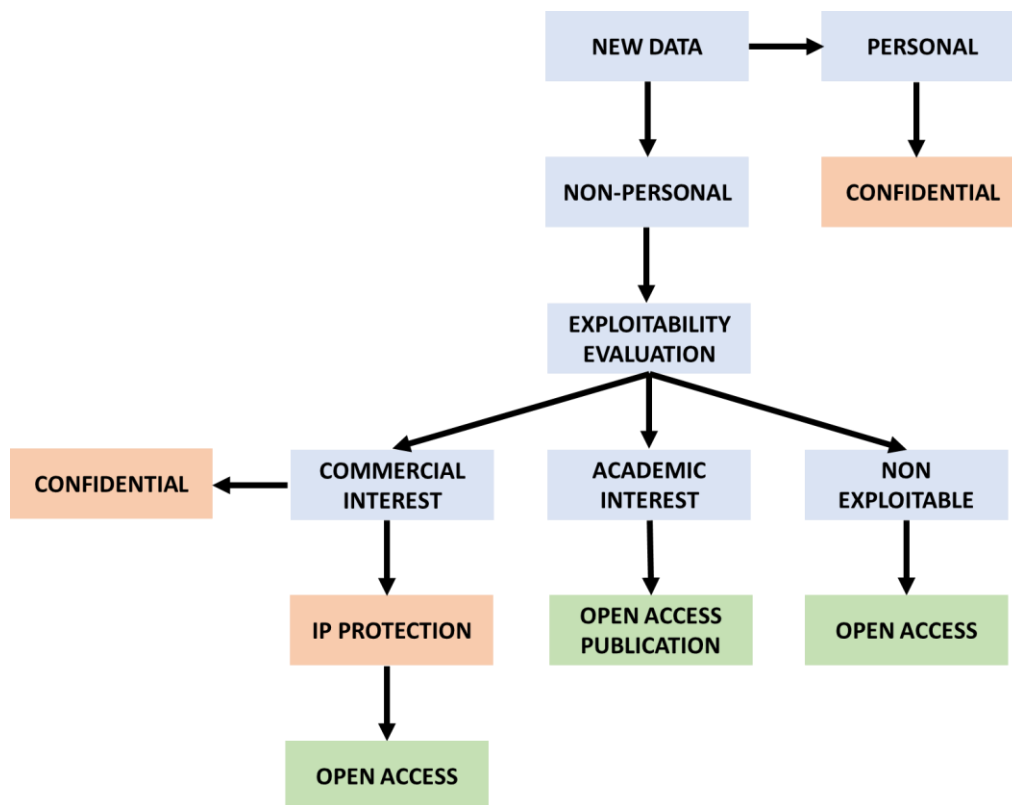 NEW DATA
PERSONAL
NON-PERSONAL
CONFIDENTIAL
EXPLOITABILITY
EVALUATION
CONFIDENTIAL
COMMERCIAL
INTEREST
ACADEMIC
INTEREST
NON
EXPLOITABLE
IP PROTECTION
OPEN ACCESS
PUBLICATION
OPEN ACCESS
OPEN ACCESS